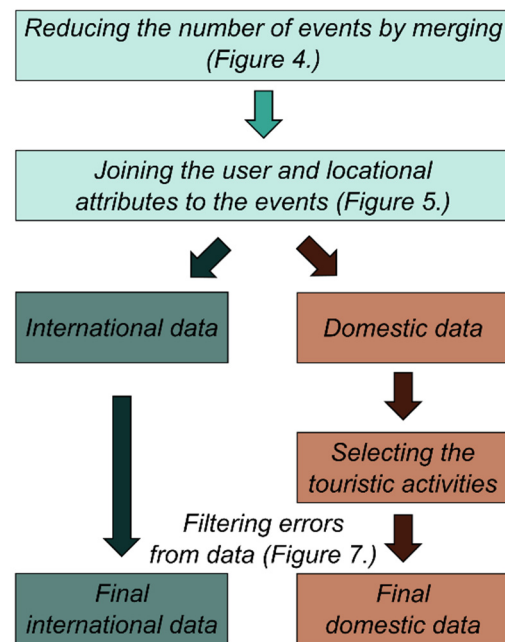 Reducing the number of events by merging
(Figure 4.)
Joining the user and locational
attributes to the events (Figure 5.)
International data
Domestic data
Selecting the
touristic activities
Filtering errors
from data (Figure 7.)
Final
international data
Final
domestic data